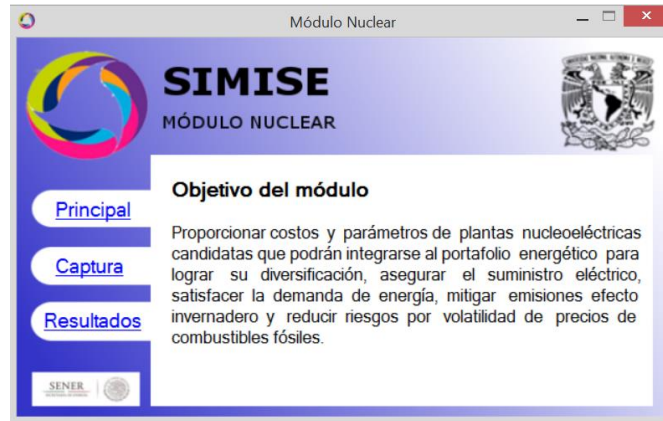 Módulo Nuclear
SIMISE
MÓDULO NUCLEAR
Objetivo del módulo
Principal
Captura
Resultados
Proporcionar costos y parámetros de plantas nucleoeléctricas
candidatas que podrán integrarse al portafolio energético para
lograr su diversificación, asegurar el suministro eléctrico,
satisfacer la demanda de energía, mitigar emisiones efecto
invernadero y reducir riesgos por volatilidad de precios de
combustibles fósiles.
SENER